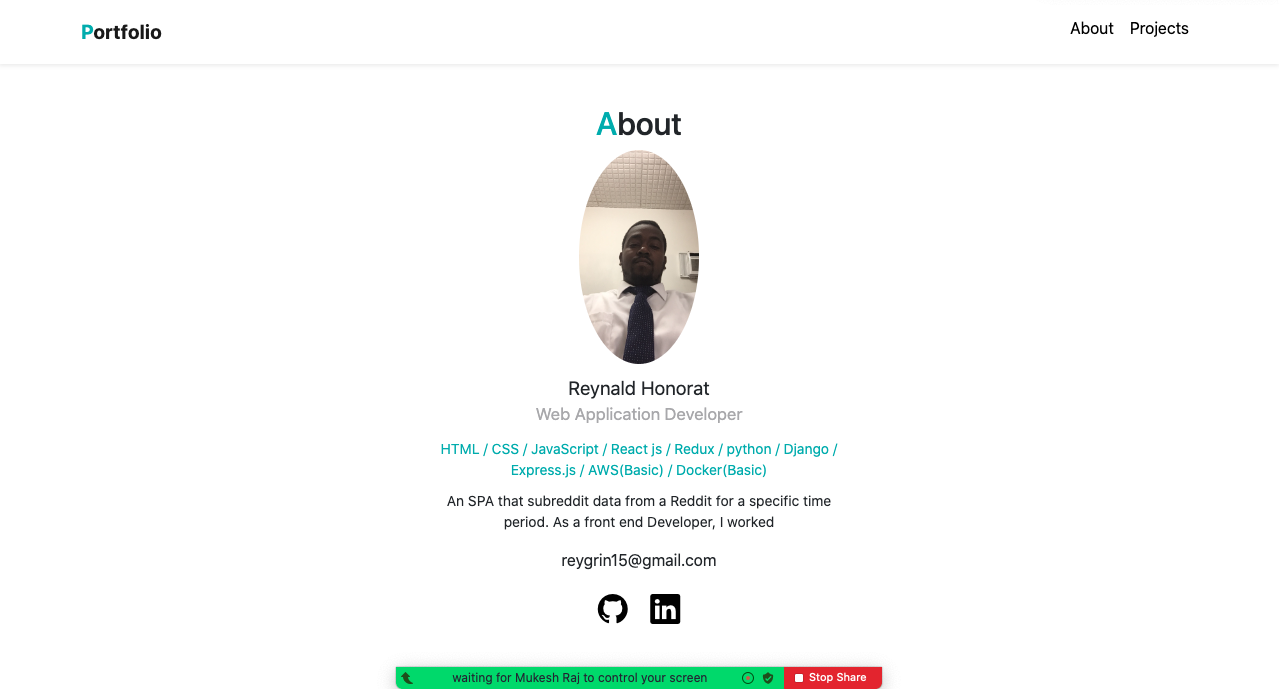 Portfolio
About Projects
About
Reynald Honorat
Web Application Developer
HTML / CSS / JavaScript / React js / Redux / python / Django /
Express.js / AWS(Basic) / Docker(Basic)
An SPA that subreddit data from a Reddit for a specific time
period. As a front end Developer, I worked
reygrin15@gmail.com
in
waiting for Mukesh Raj to control your screen
Stop Share